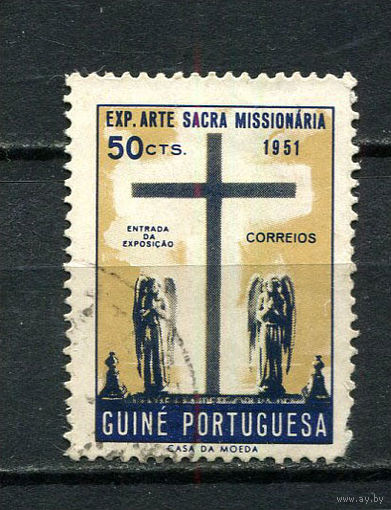 EXP. ARTE SACRA MISSIONÁRIA
50 CTS. 1951
ENTRADA
DA
EXPOSIÇÃO
CORREIOS
GUINÉ PORTUGUESA
CASA DA MOEDA
www.ay.by